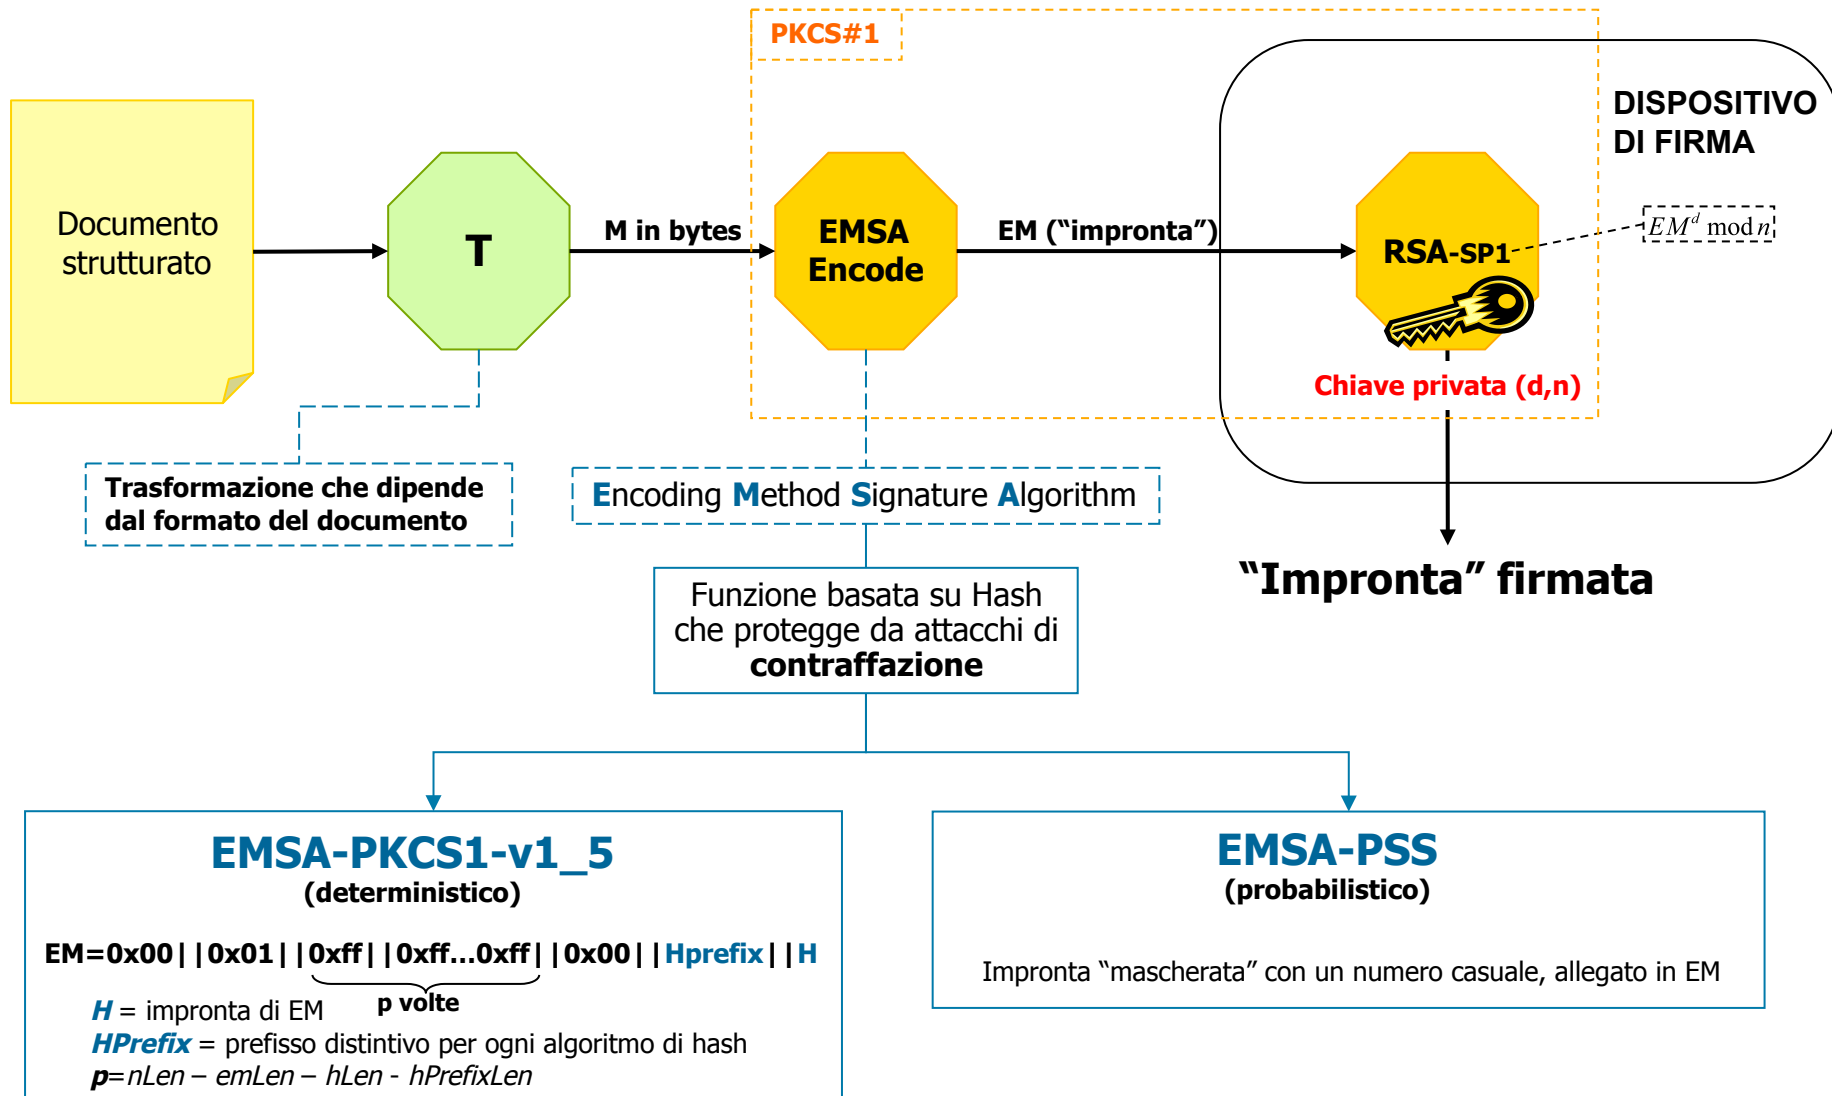 PKCS#1
DISPOSITIVO
DI FIRMA
Documento
strutturato
T
M in bytes
EMSA
Encode
EM (“impronta”)
RSA-SP1
EM^d mod n
Chiave privata (d,n)
Trasformazione che dipende
dal formato del documento
Encoding Method Signature Algorithm
“Impronta” firmata
Funzione basata su Hash
che protegge da attacchi di
contraffazione
EMSA-PKCS1-v1_5
(deterministico)
EM=0x00||0x01||0xff||0xff…0xff||0x00||Hprefix||H
p volte
H = impronta di EM
HPrefix = prefisso distintivo per ogni algoritmo di hash
p=nLen – emLen – hLen - hPrefixLen
EMSA-PSS
(probabilistico)
Impronta “mascherata” con un numero casuale, allegato in EM